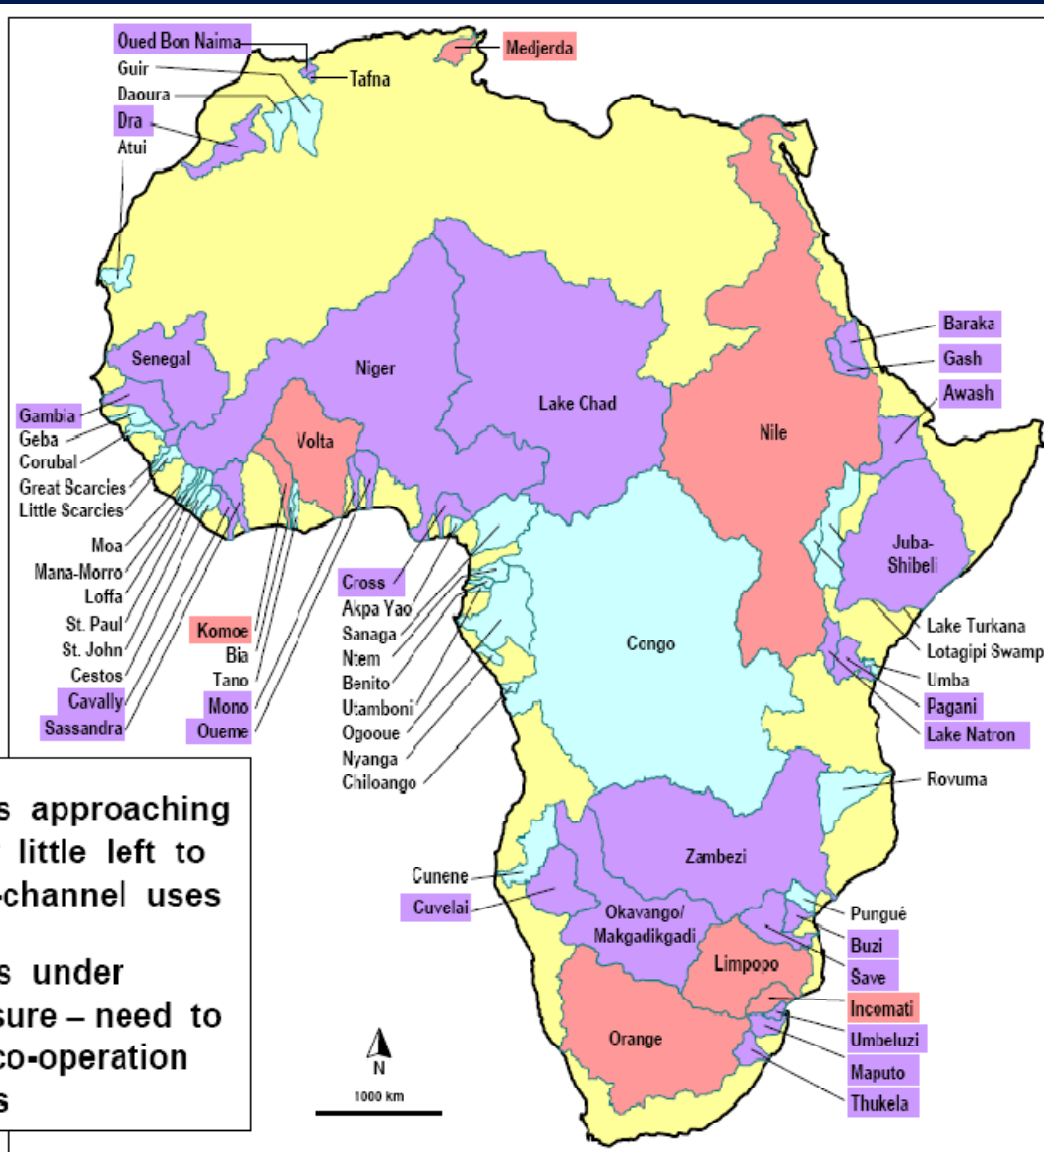 Oued Bon Naima
Guir
Daoura
Dra
Atui
Tafna
Medjerda
Senegal
Niger
Lake Chad
Volta
Nile
Baraka
Gash
Awash
Gambia
Geba
Corubal
Great Scarcies
Little Scarcies
Moa
Mana-Morro
Loffa
St. Paul
St. John
Cestos
Cavally
Sassandra
Komoe
Bia
Tano
Mono
Oueme
Cross
Akpa Yao
Sanaga
Ntem
Benito
Utamboni
Ogooue
Nyanga
Chiloango
Congo
Juba-
Shibeli
Lake Turkana
Lotagipi Swamp
Umba
Pagani
Lake Natron
Rovuma
Zambezi
Cunene
Cuvelai
Okavango/
Makgadikgadi
Limpopo
Orange
Pungué
Buzi
Save
Incomati
Umbeluzi
Maputo
Thukela
s approaching
little left to
-channel uses
s under
sure – need to
co-operation
s
N
1000 km